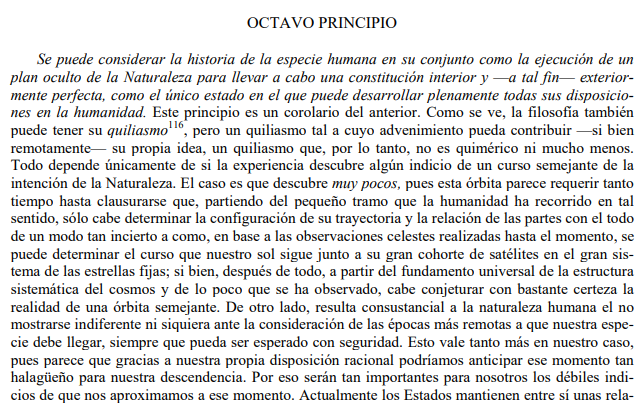 OCTAVO PRINCIPIO
Se puede considerar la historia de la especie humana en su conjunto como la ejecución de un
plan oculto de la Naturaleza para llevar a cabo una constitución interior y —a tal fin— exterior-
mente perfecta, como el único estado en el que puede desarrollar plenamente todas sus disposicio-
nes en la humanidad. Este principio es un corolario del anterior. Como se ve, la filosofía también
puede tener su quiliasmo116, pero un quiliasmo tal a cuyo advenimiento pueda contribuir —si bien
remotamente— su propia idea, un quiliasmo que, por lo tanto, no es quimérico ni mucho menos.
Todo depende únicamente de si la experiencia descubre algún indicio de un curso semejante de la
intención de la Naturaleza. El caso es que descubre muy pocos, pues esta órbita parece requerir tanto
tiempo hasta clausurarse que, partiendo del pequeño tramo que la humanidad ha recorrido en tal
sentido, sólo cabe determinar la configuración de su trayectoria y la relación de las partes con el todo
de un modo tan incierto a como, en base a las observaciones celestes realizadas hasta el momento, se
puede determinar el curso que nuestro sol sigue junto a su gran cohorte de satélites en el gran sis-
tema de las estrellas fijas; si bien, después de todo, a partir del fundamento universal de la estructura
sistemática del cosmos y de lo poco que se ha observado, cabe conjeturar con bastante certeza la
realidad de una órbita semejante. De otro lado, resulta consustancial a la naturaleza humana el no
mostrarse indiferente ni siquiera ante la consideración de las épocas más remotas a que nuestra espe-
cie debe llegar, siempre que pueda ser esperado con seguridad. Esto vale tanto más en nuestro caso,
pues parece que gracias a nuestra propia disposición racional podríamos anticipar ese momento tan
halagüeño para nuestra descendencia. Por eso serán tan importantes para nosotros los débiles indi-
cios de que nos aproximamos a ese momento. Actualmente los Estados mantienen entre sí unas rela-